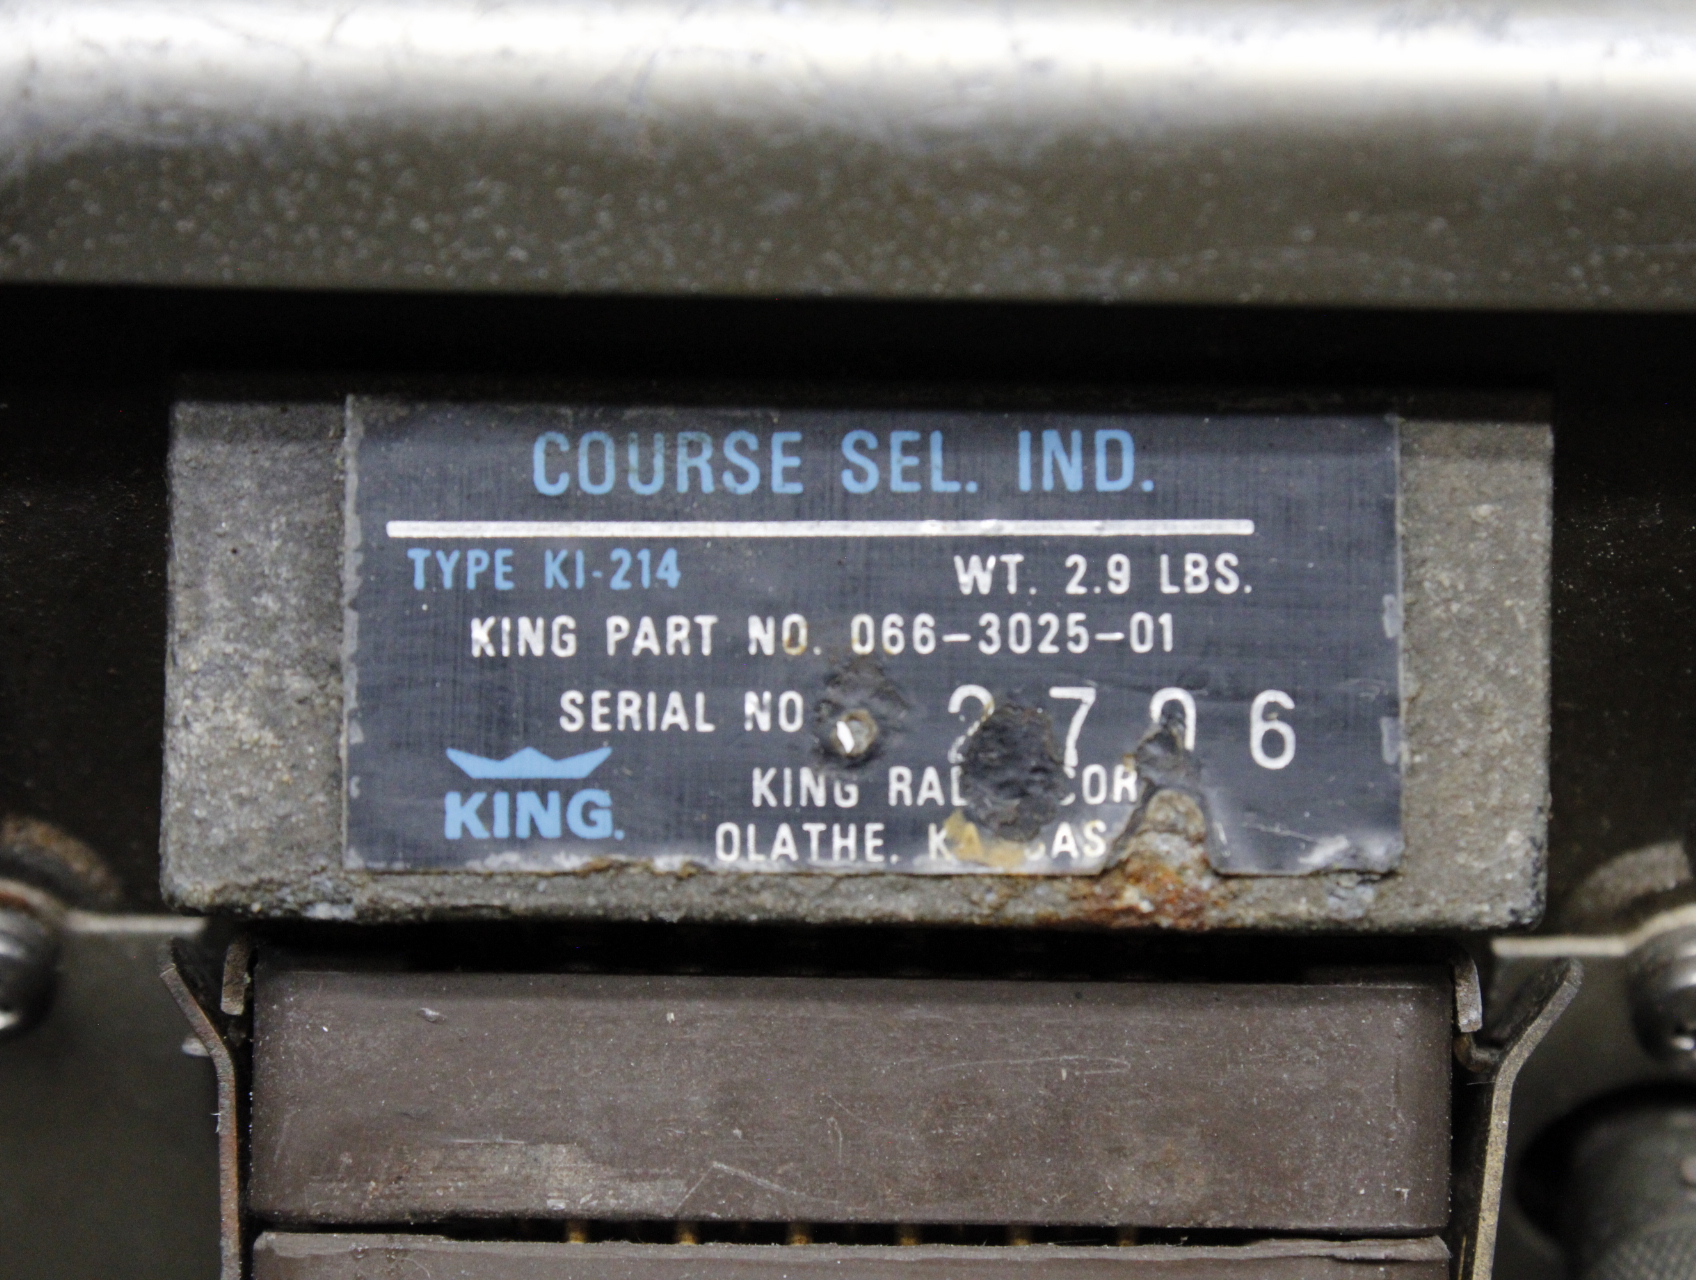 COURSE SEL. IND.
TYPE KI-214 WT. 2.9 LBS.
KING PART NO. 066-3025-01
SERIAL NO
KING
KING
OLATHE,